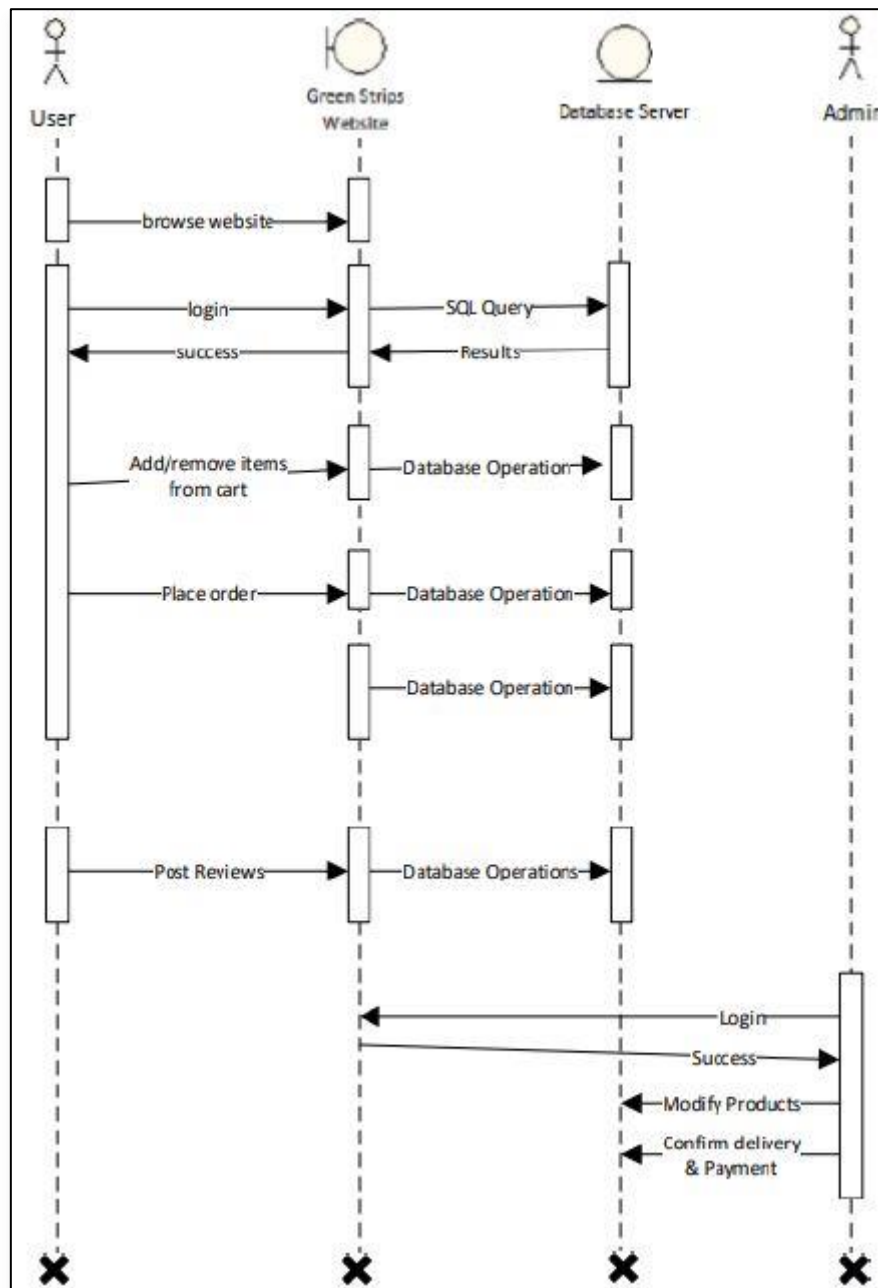 User
Green Strips
Website
Database Server
Admin
browse website
login
SQL Query
success
Results
Add/remove items
from cart
Database Operation
Place order
Database Operation
Database Operation
Post Reviews
Database Operations
Login
Success
Modify Products
Confirm delivery
& Payment